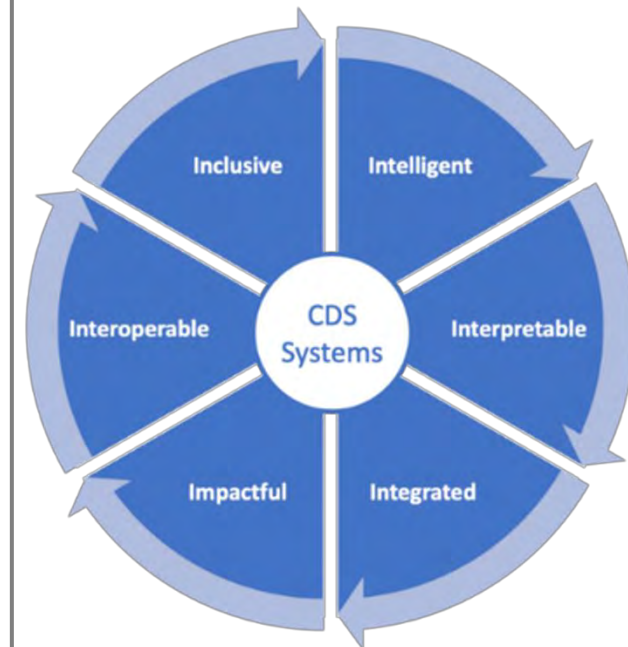 Inclusive
Intelligent
Interoperable
CDS
Systems
Interpretable
Impactful
Integrated